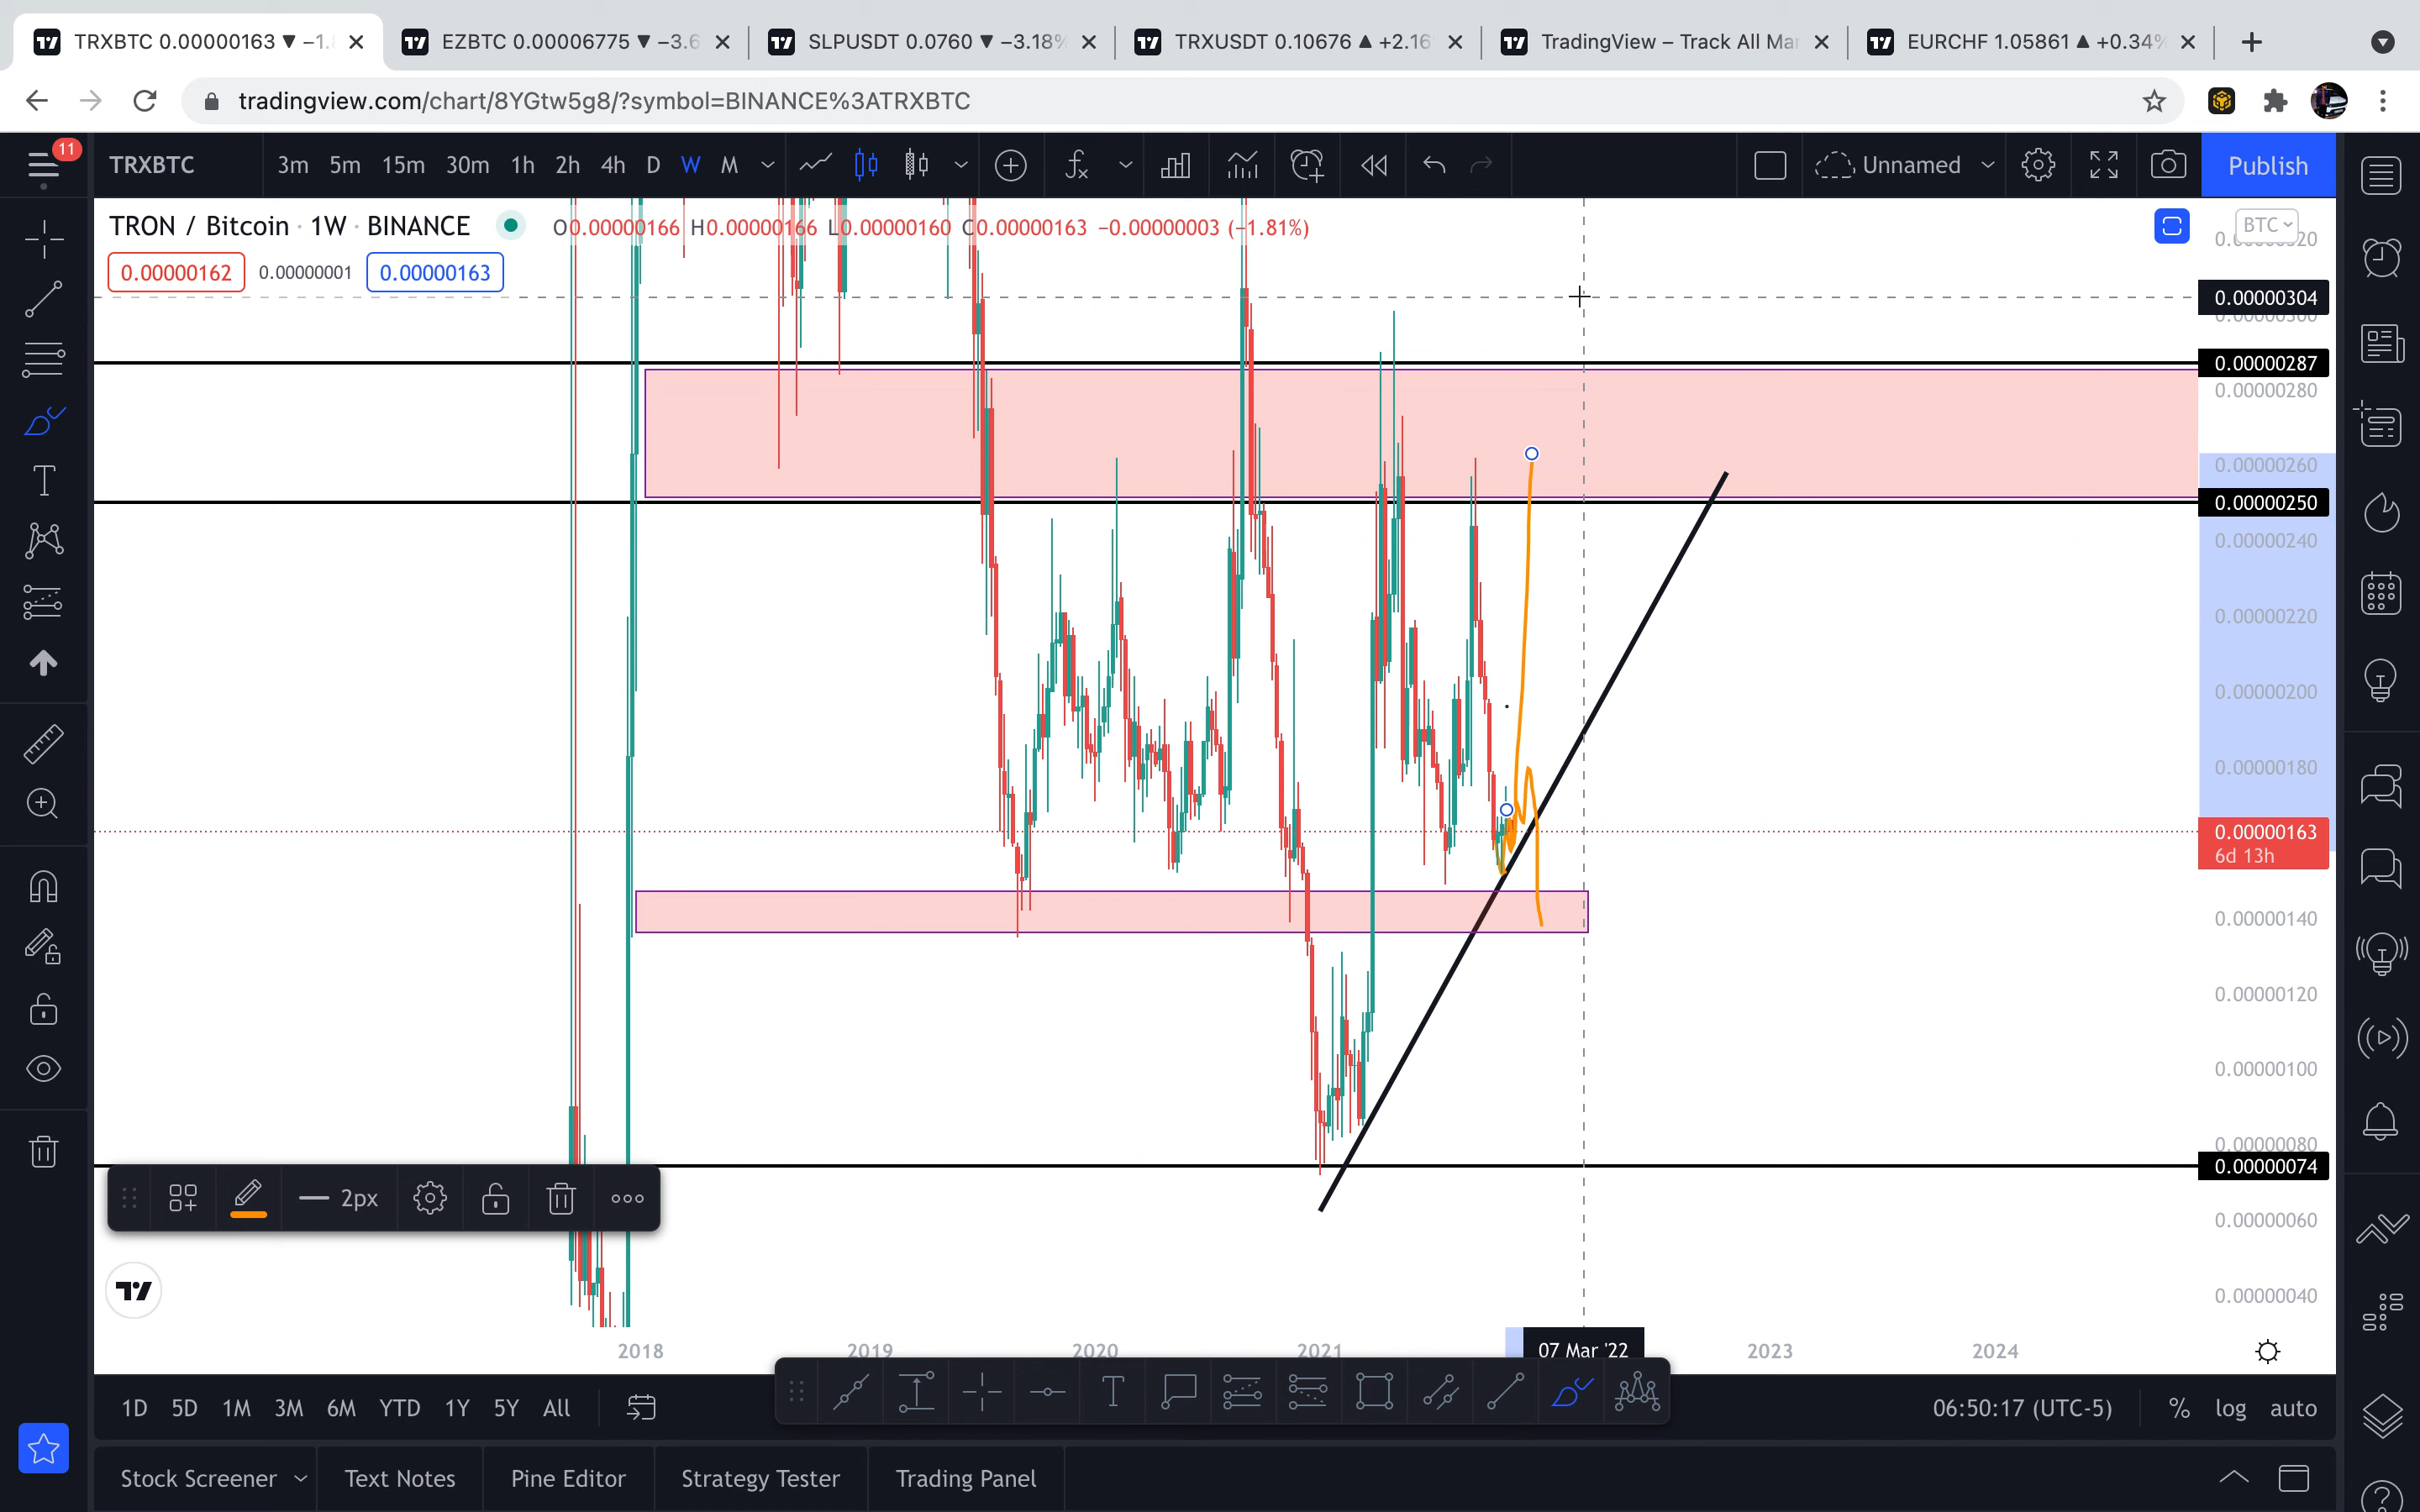 TRXBTC 0.00000163 ▼ −1.
EZBTC 0.00006775 ▼ −3.6
SLPUSDT 0.0760 ▼ −3.18%
TRXUSDT 0.10676 ▲ +2.16
TradingView – Track All Mar
EURCHF 1.05861 ▲ +0.34%
tradingview.com/chart/8YGtw5g8/?symbol=BINANCE%3ATRXBTC
11
TRXBTC 3m 5m 15m 30m 1h 2h 4h D W M
Unnamed
Publish
TRON / Bitcoin · 1W · BINANCE
O0.00000166 H0.00000166 L0.00000160 C0.00000163 −0.00000003 (−1.81%)
BTC
0.00000162 0.00000001 0.00000163
0.00000304
0.00000287
0.00000280
0.00000260
0.00000250
0.00000240
0.00000220
0.00000200
0.00000180
0.00000163
6d 13h
0.00000140
0.00000120
0.00000100
0.00000080
0.00000074
0.00000060
0.00000040
2px
2018 2019 2020 2021 07 Mar '22 2023 2024
1D 5D 1M 3M 6M YTD 1Y 5Y All
06:50:17 (UTC-5) % log auto
Stock Screener Text Notes Pine Editor Strategy Tester Trading Panel